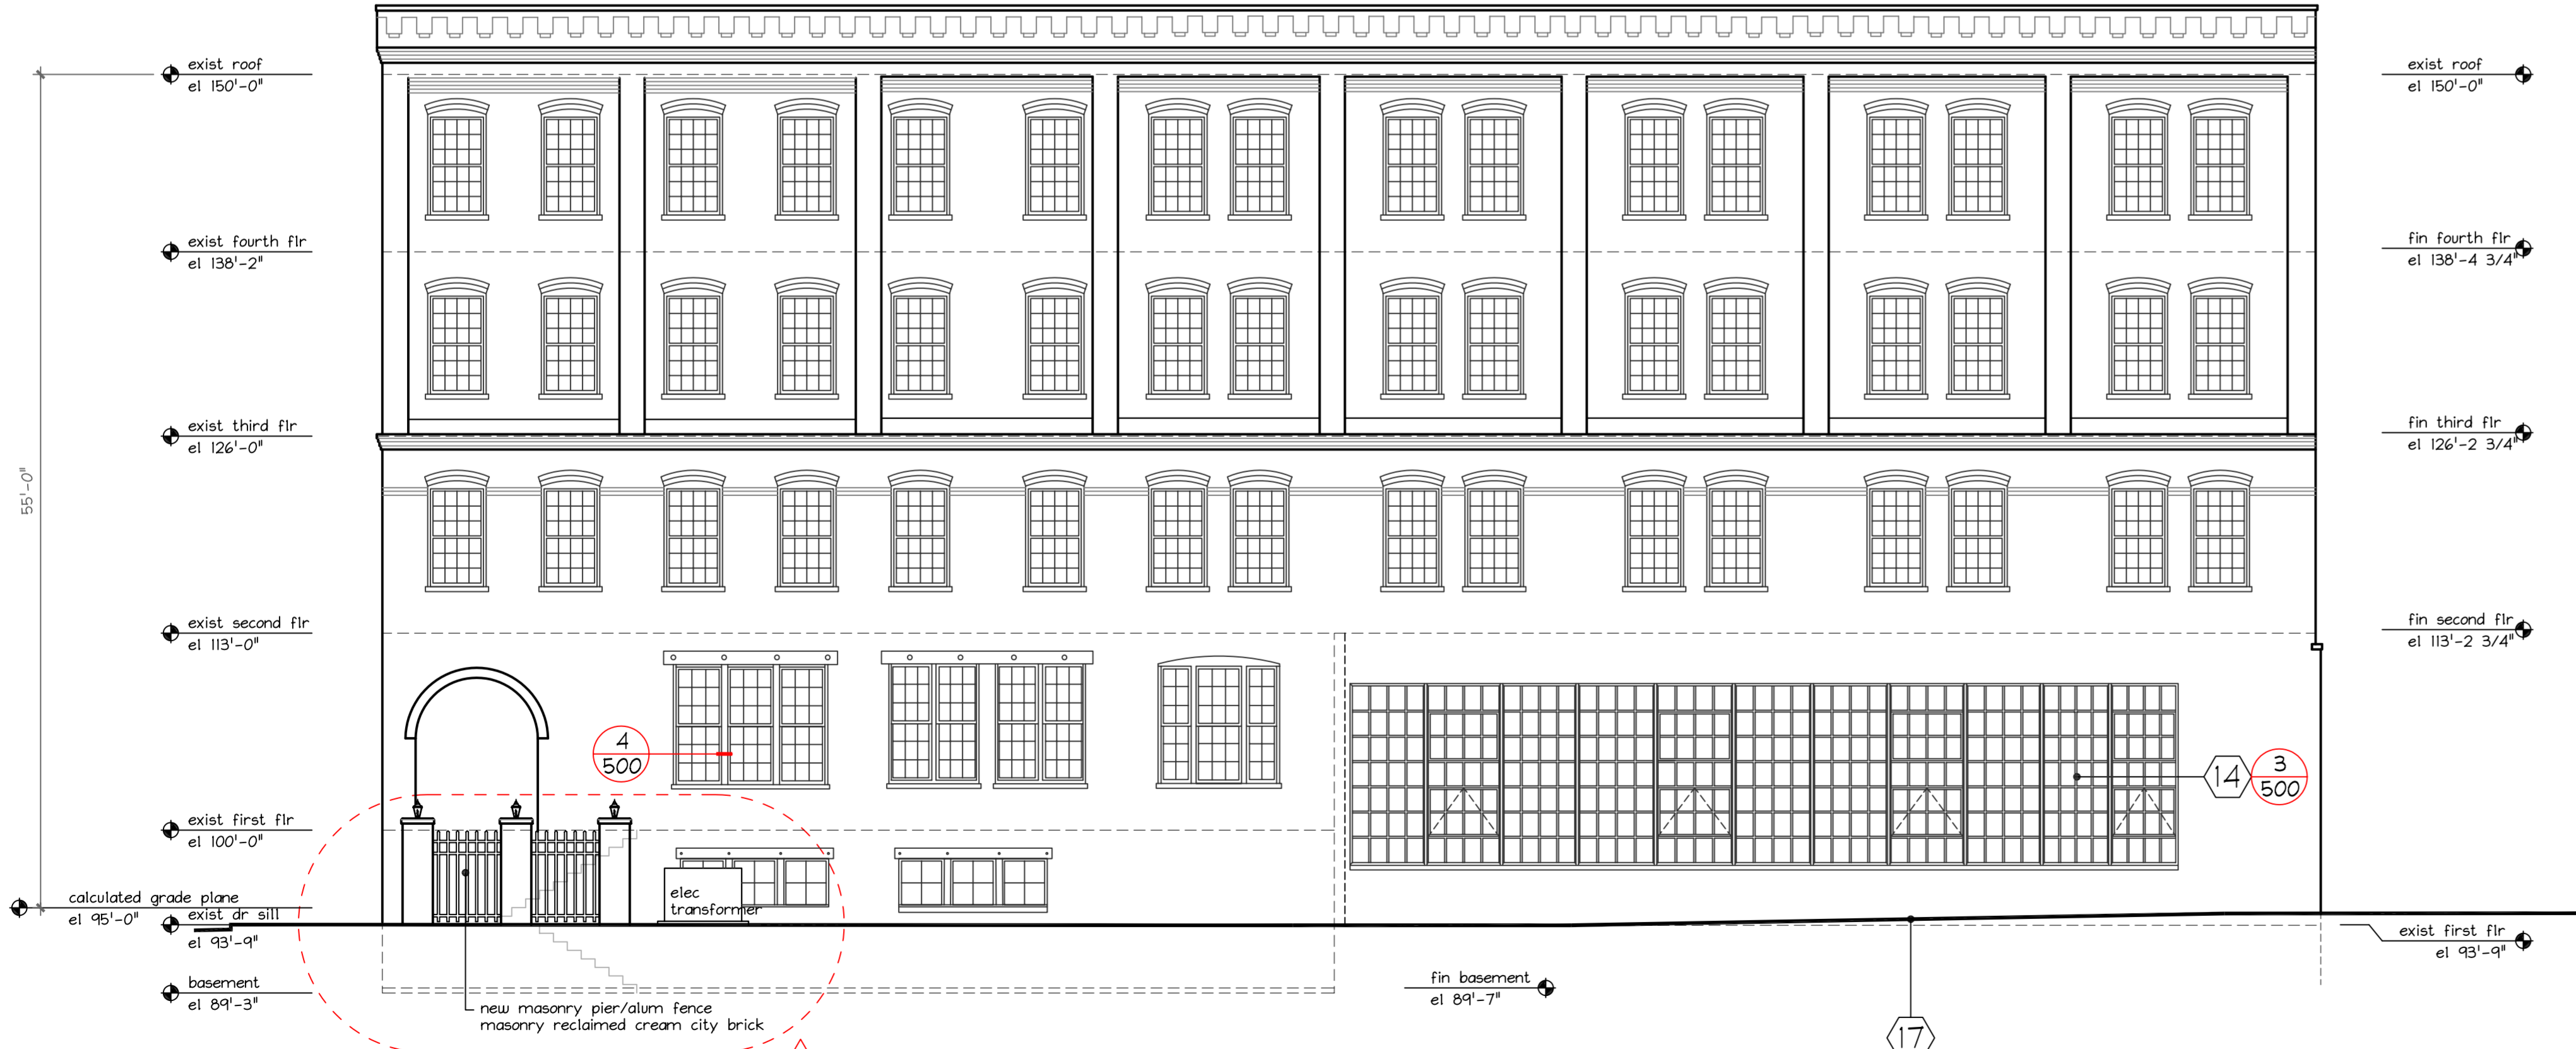 exist roof
el 150'-0"
exist roof
el 150'-0"
exist fourth flr
el 138'-2"
fin fourth flr
el 138'-4 3/4"
exist third flr
el 126'-0"
fin third flr
el 126'-2 3/4"
55'-0"
exist second flr
el 113'-0"
fin second flr
el 113'-2 3/4"
4
500
14
3
500
exist first flr
el 100'-0"
elec
transformer
calculated grade plane
el 95'-0"
exist dr sill
el 93'-9"
exist first flr
el 93'-9"
basement
el 89'-3"
fin basement
el 89'-7"
new masonry pier/alum fence
masonry reclaimed cream city brick
17